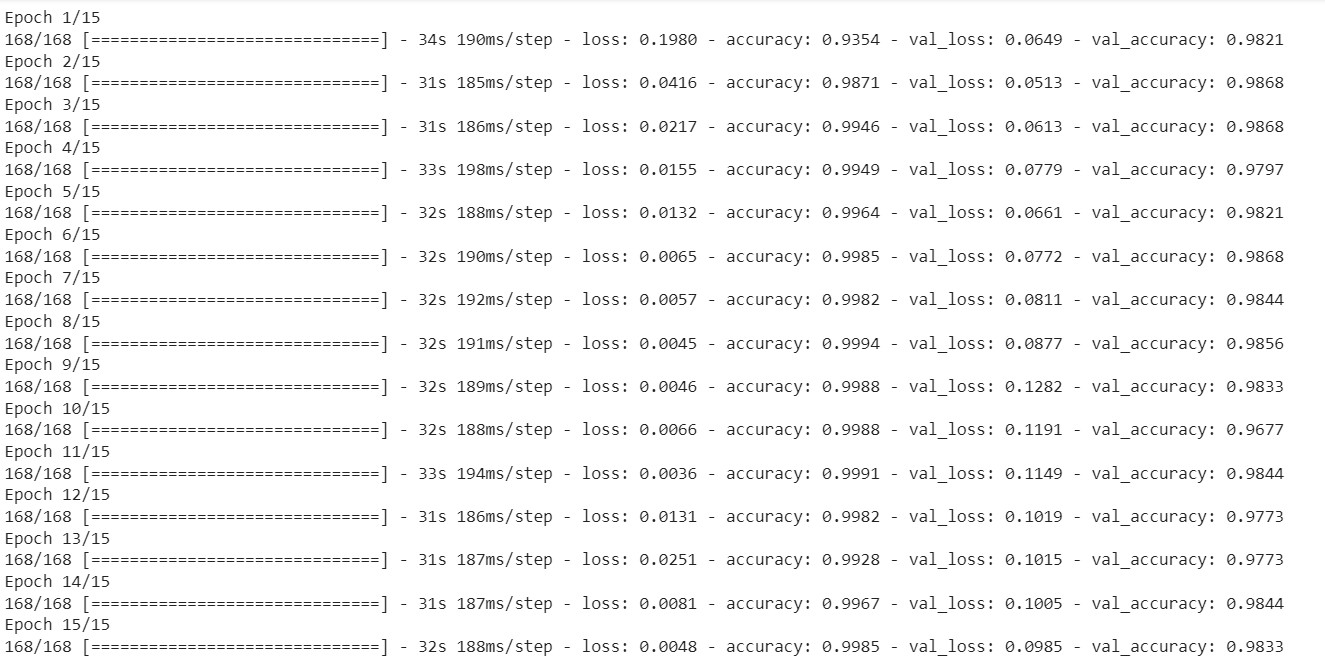 Epoch 1/15
168/168 [==============================] - 34s 190ms/step - loss: 0.1980 - accuracy: 0.9354 - val_loss: 0.0649 - val_accuracy: 0.9821
Epoch 2/15
168/168 [==============================] - 31s 185ms/step - loss: 0.0416 - accuracy: 0.9871 - val_loss: 0.0513 - val_accuracy: 0.9868
Epoch 3/15
168/168 [==============================] - 31s 186ms/step - loss: 0.0217 - accuracy: 0.9946 - val_loss: 0.0613 - val_accuracy: 0.9868
Epoch 4/15
168/168 [==============================] - 33s 198ms/step - loss: 0.0155 - accuracy: 0.9949 - val_loss: 0.0779 - val_accuracy: 0.9797
Epoch 5/15
168/168 [==============================] - 32s 188ms/step - loss: 0.0132 - accuracy: 0.9964 - val_loss: 0.0661 - val_accuracy: 0.9821
Epoch 6/15
168/168 [==============================] - 32s 190ms/step - loss: 0.0065 - accuracy: 0.9985 - val_loss: 0.0772 - val_accuracy: 0.9868
Epoch 7/15
168/168 [==============================] - 32s 192ms/step - loss: 0.0057 - accuracy: 0.9982 - val_loss: 0.0811 - val_accuracy: 0.9844
Epoch 8/15
168/168 [==============================] - 32s 191ms/step - loss: 0.0045 - accuracy: 0.9994 - val_loss: 0.0877 - val_accuracy: 0.9856
Epoch 9/15
168/168 [==============================] - 32s 189ms/step - loss: 0.0046 - accuracy: 0.9988 - val_loss: 0.1282 - val_accuracy: 0.9833
Epoch 10/15
168/168 [==============================] - 32s 188ms/step - loss: 0.0066 - accuracy: 0.9988 - val_loss: 0.1191 - val_accuracy: 0.9677
Epoch 11/15
168/168 [==============================] - 33s 194ms/step - loss: 0.0036 - accuracy: 0.9991 - val_loss: 0.1149 - val_accuracy: 0.9844
Epoch 12/15
168/168 [==============================] - 31s 186ms/step - loss: 0.0131 - accuracy: 0.9982 - val_loss: 0.1019 - val_accuracy: 0.9773
Epoch 13/15
168/168 [==============================] - 31s 187ms/step - loss: 0.0251 - accuracy: 0.9928 - val_loss: 0.1015 - val_accuracy: 0.9773
Epoch 14/15
168/168 [==============================] - 31s 187ms/step - loss: 0.0081 - accuracy: 0.9967 - val_loss: 0.1005 - val_accuracy: 0.9844
Epoch 15/15
168/168 [==============================] - 32s 188ms/step - loss: 0.0048 - accuracy: 0.9985 - val_loss: 0.0985 - val_accuracy: 0.9833